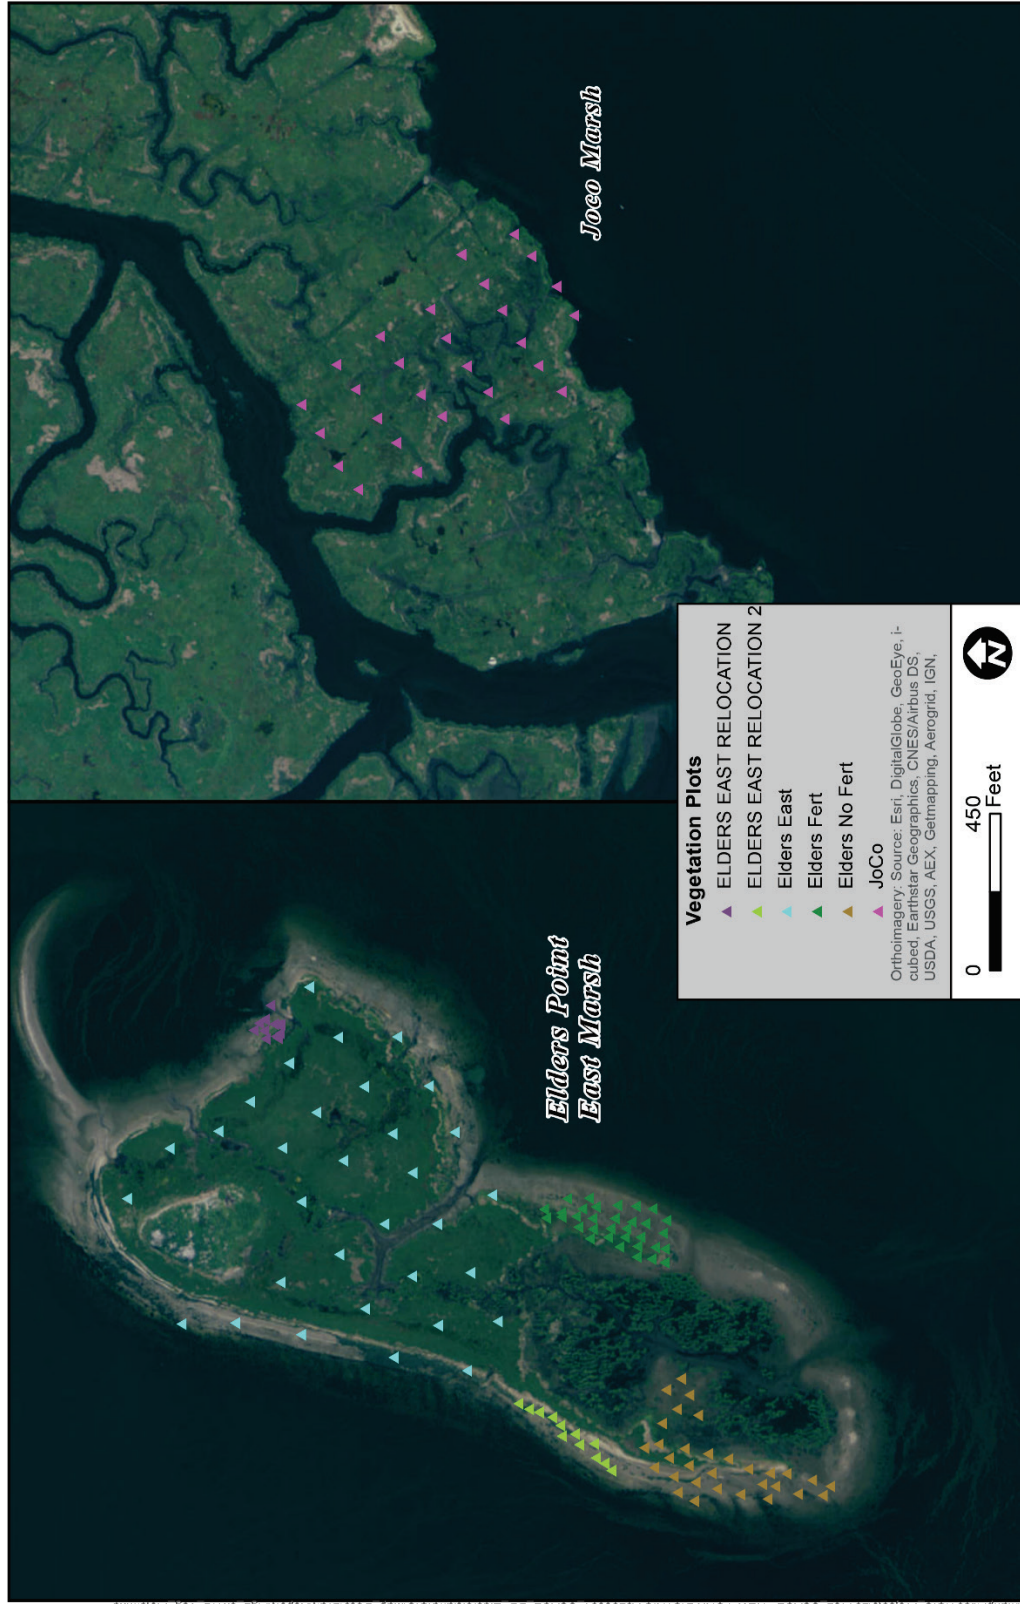 Joco Marsh
Elders Point
East Marsh
Vegetation Plots
ELDERS EAST RELOCATION
ELDERS EAST RELOCATION 2
Elders East
Elders Fert
Elders No Fert
JoCo
Orthoimagery: Source: Esri, DigitalGlobe, GeoEye, i-
cubed, Earthstar Geographics, CNES/Airbus DS,
USDA, USGS, AEX, Getmapping, Aerogrid, IGN,
0 450
Feet
N